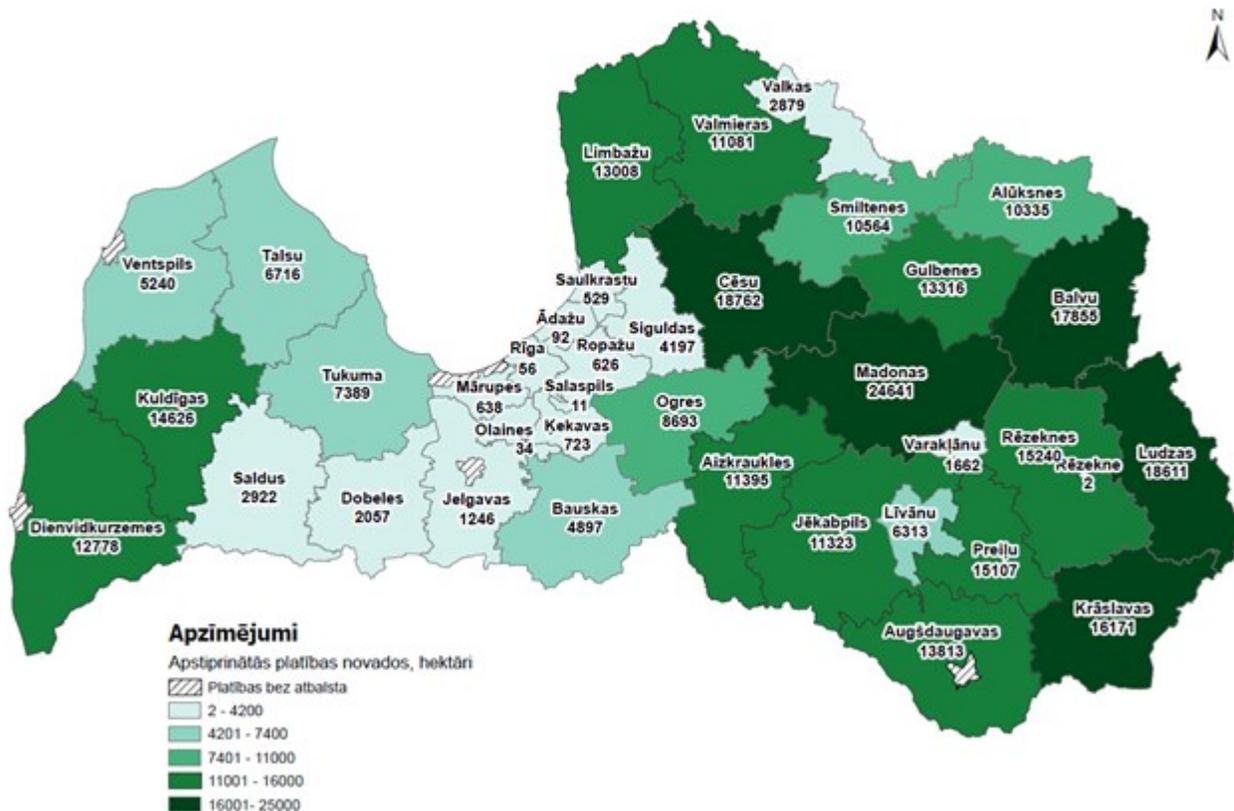 N
Valkas
2879
Valmieras
11081
Limbažu
13008
Alūksnes
10335
Smiltenes
10564
Talsu
6716
Ventspils
5240
Gulbenes
13316
Saulkrastu
529
Cēsu
18762
Balvu
17855
Ādažu
92
Siguldas
4197
Rīga
56
Ropažu
626
Tukuma
7389
Madonas
24641
Mārupes
638
Salaspils
11
Kuldīgas
14626
Ogres
8693
Olaines
34
Ķekavas
723
Varakļānu
1662
Rēzeknes
15240
Rēzekne
2
Ludzas
18611
Aizkraukles
11395
Saldus
2922
Dobeles
2057
Jelgavas
1246
Bauskas
4897
Jēkabpils
11323
Līvānu
6313
Dienvidkurzemes
12778
Preiļu
15107
Krāslavas
16171
Augšdaugavas
13813
Apzīmējumi
Apstiprinātās platības novados, hektāri
Platības bez atbalsta
2 - 4200
4201 - 7400
7401 - 11000
11001 - 16000
16001- 25000